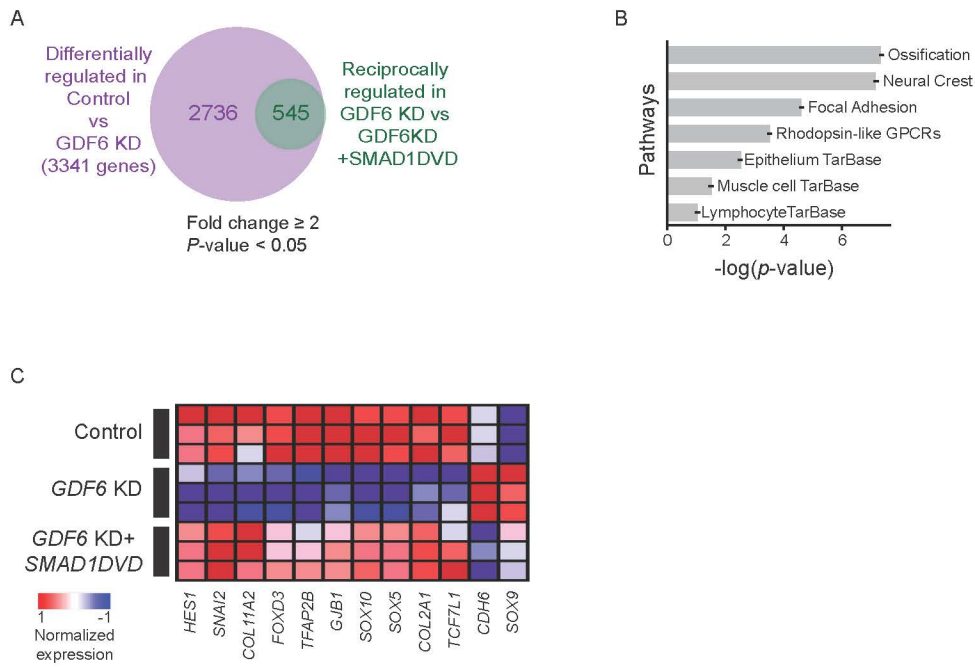 A
Differentially
regulated in
Control
vs
GDF6 KD
(3341 genes)
2736
545
Reciprocally
regulated in
GDF6 KD vs
GDF6KD
+SMAD1DVD
Fold change ≥ 2
P-value < 0.05
B
Pathways
Ossification
Neural Crest
Focal Adhesion
Rhodopsin-like GPCRs
Epithelium TarBase
Muscle cell TarBase
LymphocyteTarBase
0 2 4 6
-log(p-value)
C
Control
GDF6 KD
GDF6 KD+
SMAD1DVD
HES1
SNAI2
COL11A2
FOXD3
TFAP2B
GJB1
SOX10
SOX5
COL2A1
TCF7L1
CDH6
SOX9
1 -1
Normalized
expression